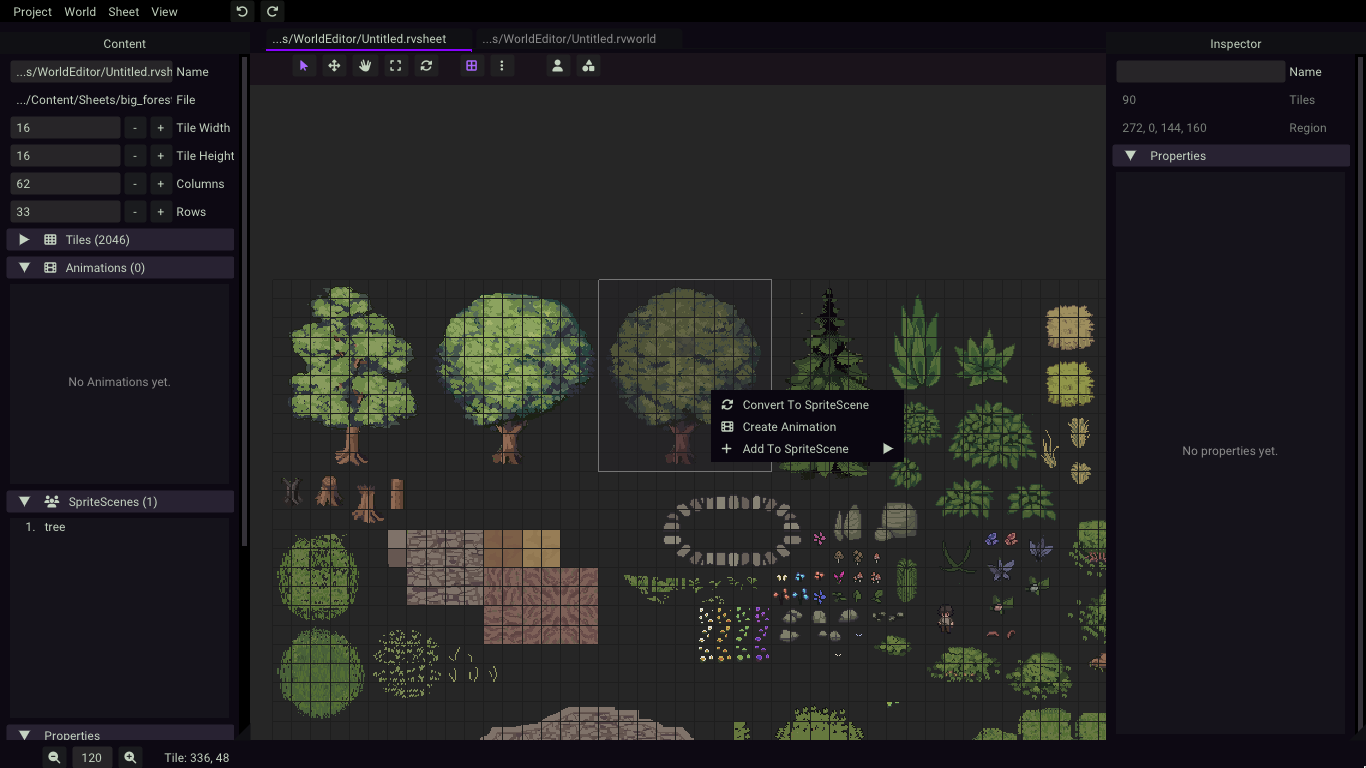 Project World Sheet View
Content
...s/WorldEditor/Untitled.rvsh Name
.../Content/Sheets/big_fores File
16 - + Tile Width
16 - + Tile Height
62 - + Columns
33 - + Rows
Tiles (2046)
Animations (0)
No Animations yet.
SpriteScenes (1)
1. tree
Properties
...s/WorldEditor/Untitled.rvsheet
...s/WorldEditor/Untitled.rvworld
Convert To SpriteScene
Create Animation
Add To SpriteScene
Inspector
Name
90 Tiles
272, 0, 144, 160 Region
Properties
No properties yet.
120 Tile: 336, 48